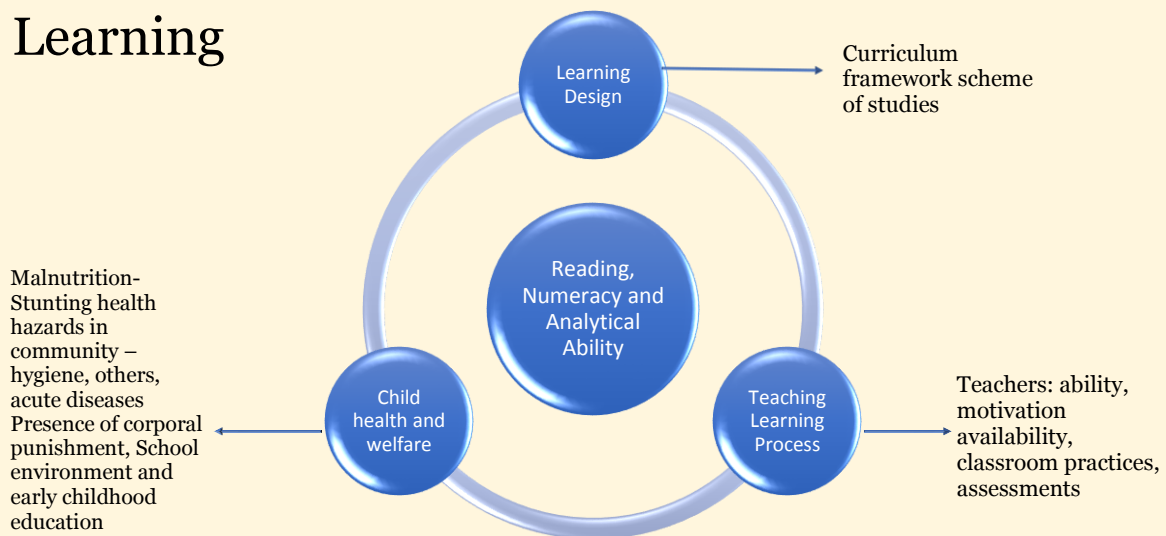 Learning
Learning
Design
Curriculum
framework scheme
of studies
Reading,
Numeracy and
Analytical
Ability
Malnutrition-
Stunting health
hazards in
community –
hygiene, others,
acute diseases
Presence of corporal
punishment, School
environment and
early childhood
education
Child
health and
welfare
Teaching
Learning
Process
Teachers: ability,
motivation
availability,
classroom practices,
assessments